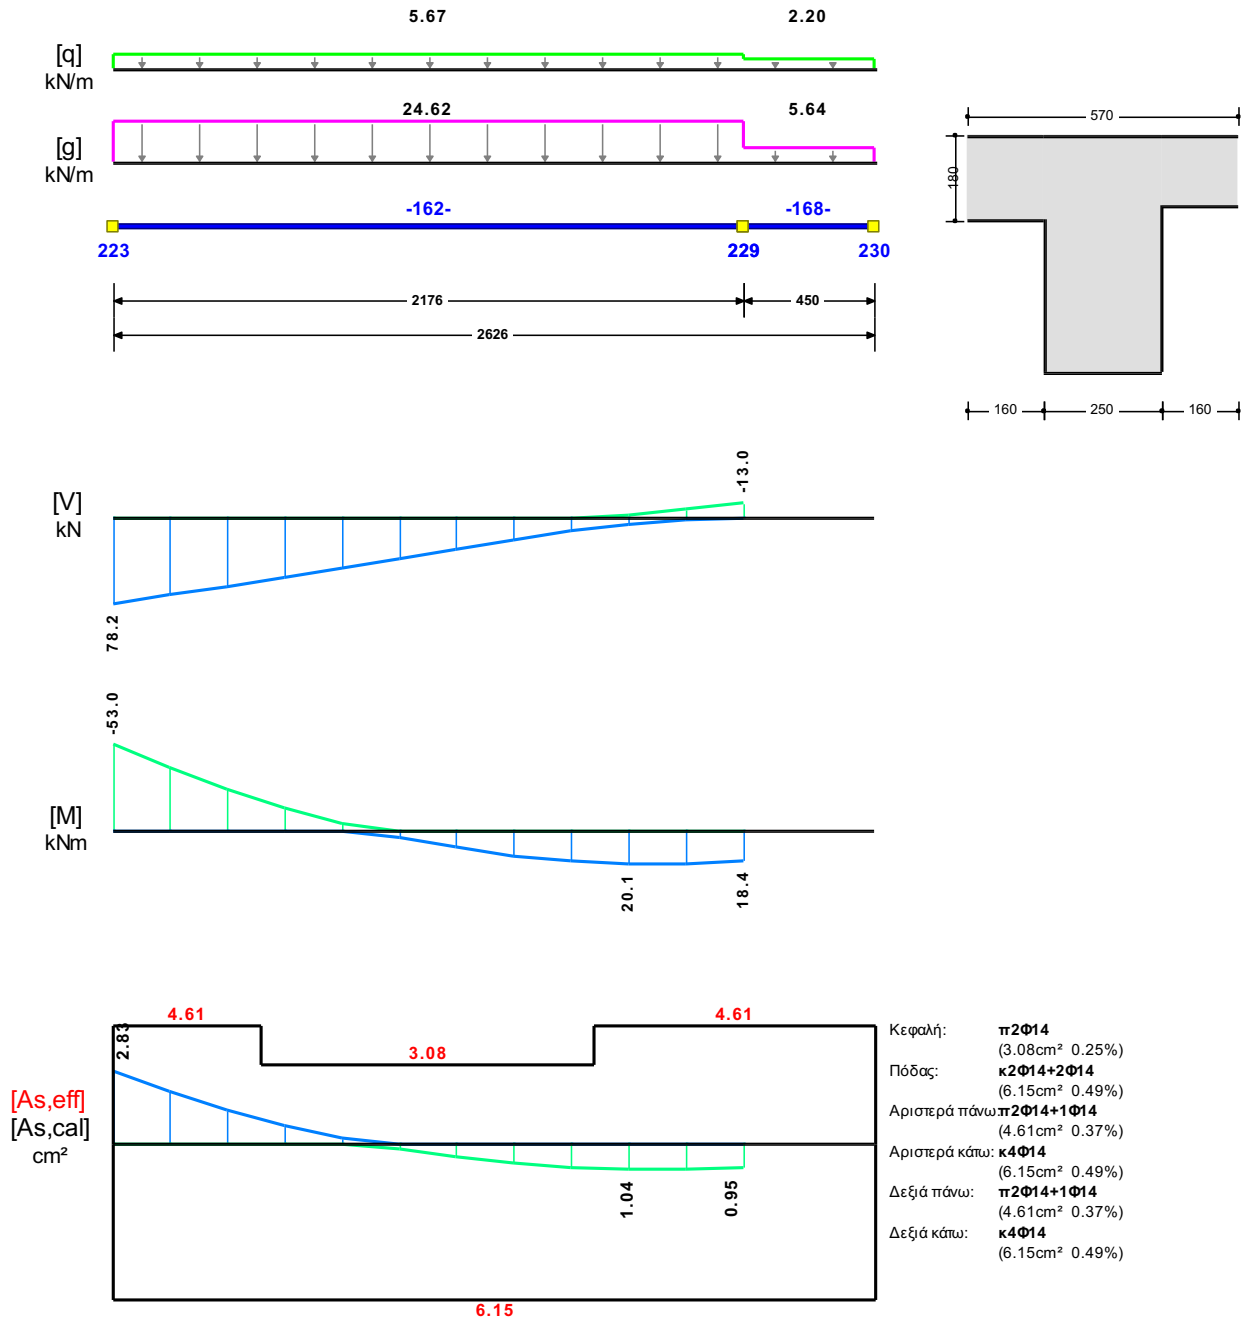 5.67 2.20
[q]
kN/m
24.62 5.64
[g]
kN/m
-162- -168-
223 229 230
2176 450
2626
570
180
160 250 160
[V]
kN
-13.0
78.2
-53.0
[M]
kNm
20.1 18.4
4.61 4.61
2.83
3.08
[As,eff]
[As,cal]
cm²
1.04 0.95
6.15
Κεφαλή: π2Φ14
(3.08cm² 0.25%)
Πόδας: κ2Φ14+2Φ14
(6.15cm² 0.49%)
Αριστερά πάνω: π2Φ14+1Φ14
(4.61cm² 0.37%)
Αριστερά κάτω: κ4Φ14
(6.15cm² 0.49%)
Δεξιά πάνω: π2Φ14+1Φ14
(4.61cm² 0.37%)
Δεξιά κάτω: κ4Φ14
(6.15cm² 0.49%)